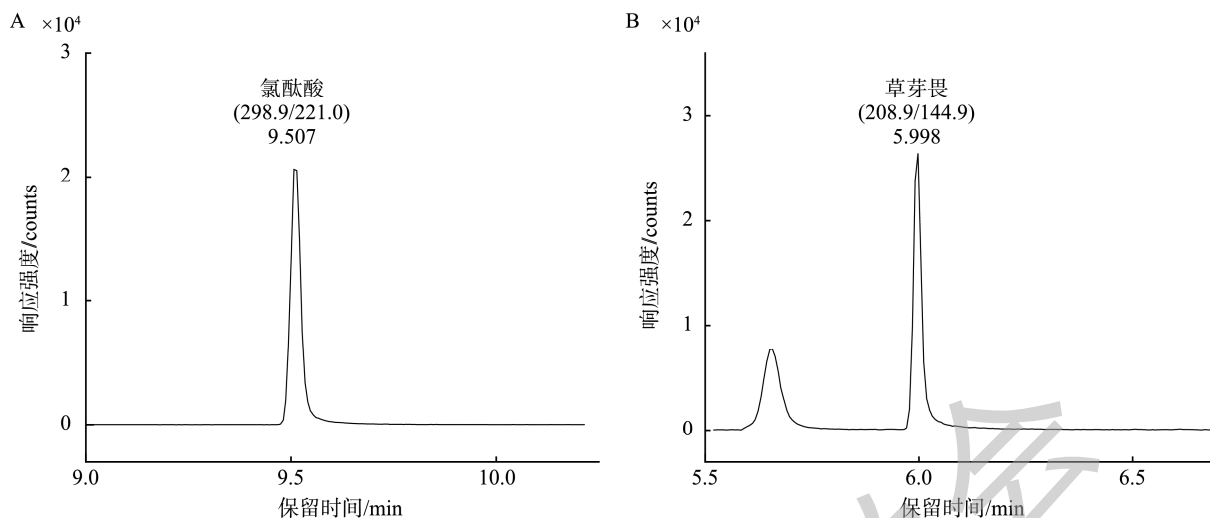 A
×10⁴
3
2
1
0
响应强度/counts
氯酞酸
(298.9/221.0)
9.507
9.0
9.5
10.0
保留时间/min
B
×10⁴
3
2
1
0
响应强度/counts
草芽畏
(208.9/144.9)
5.998
5.5
6.0
6.5
保留时间/min